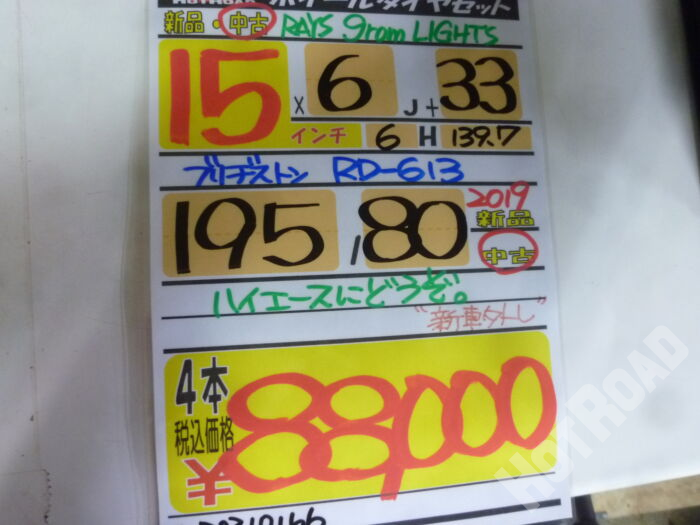 HOTROAD ホイールタイヤセット
新品・中古 RAYS gram LIGHTS
15 x 6 J+ 33
インチ 6 H 139.7
ブリヂストン RD-613
195 / 80 2019 新品 中古
ハイエースにどうぞ。
"新車外し"
4本
税込価格
¥88,000
HOTROAD